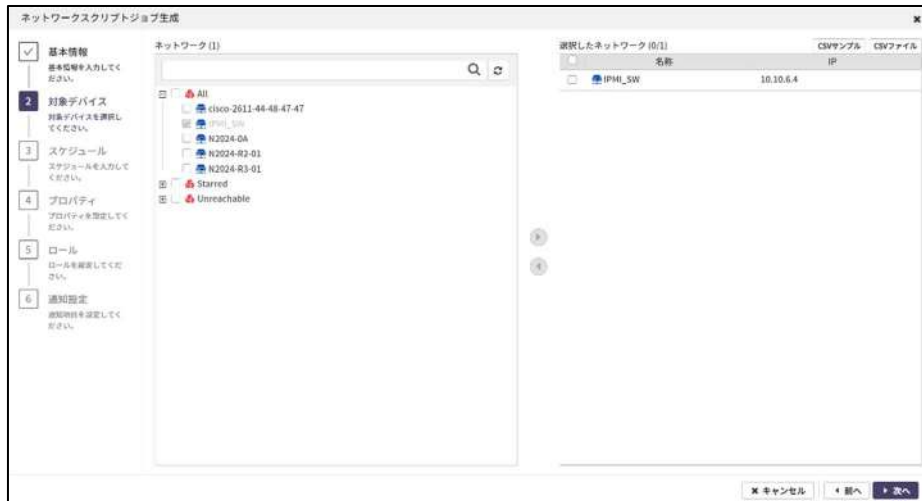 ネットワークスクリプトジョブ生成
基本情報
基本情報を入力してく
ださい。
2 対象デバイス
対象デバイスを選択し
てください。
3 スケジュール
スケジュールを入力して
ください。
4 プロパティ
プロパティを設定してく
ださい。
5 ロール
ロールを設定してくだ
さい。
6 通知設定
通知項目を設定してく
ださい。
ネットワーク (1)
All
cisco-2611-44-48-47-47
IPMI_SW
N2024-0A
N2024-R2-01
N2024-R3-01
Starred
Unreachable
選択したネットワーク (0/1)
CSVサンプル CSVファイル
名称 IP
IPMI_SW 10.10.6.4
キャンセル 前へ 次へ